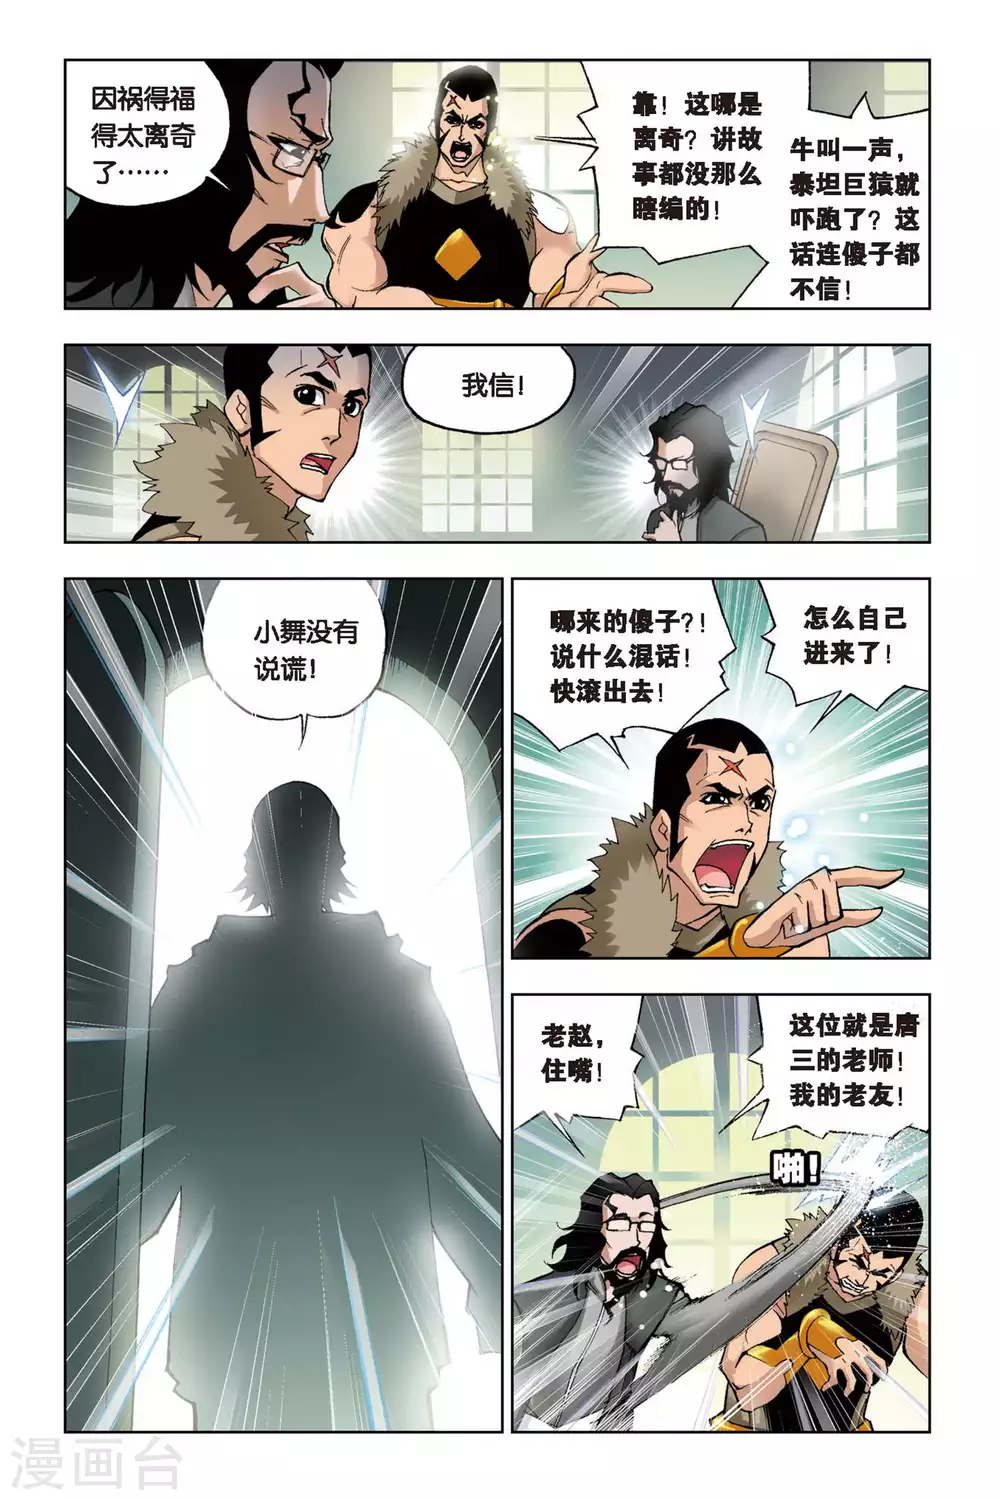 因祸得福
得太离奇
了……
靠！这哪是
离奇？讲故
事都没那么
瞎编的！
牛叫一声，
泰坦巨猿就
吓跑了？这
话连傻子都
不信！
我信！
小舞没有
说谎！
哪来的傻子？！
说什么混话！
快滚出去！
怎么自己
进来了！
老赵，
住嘴！
这位就是唐
三的老师！
我的老友！
啪！
漫画台